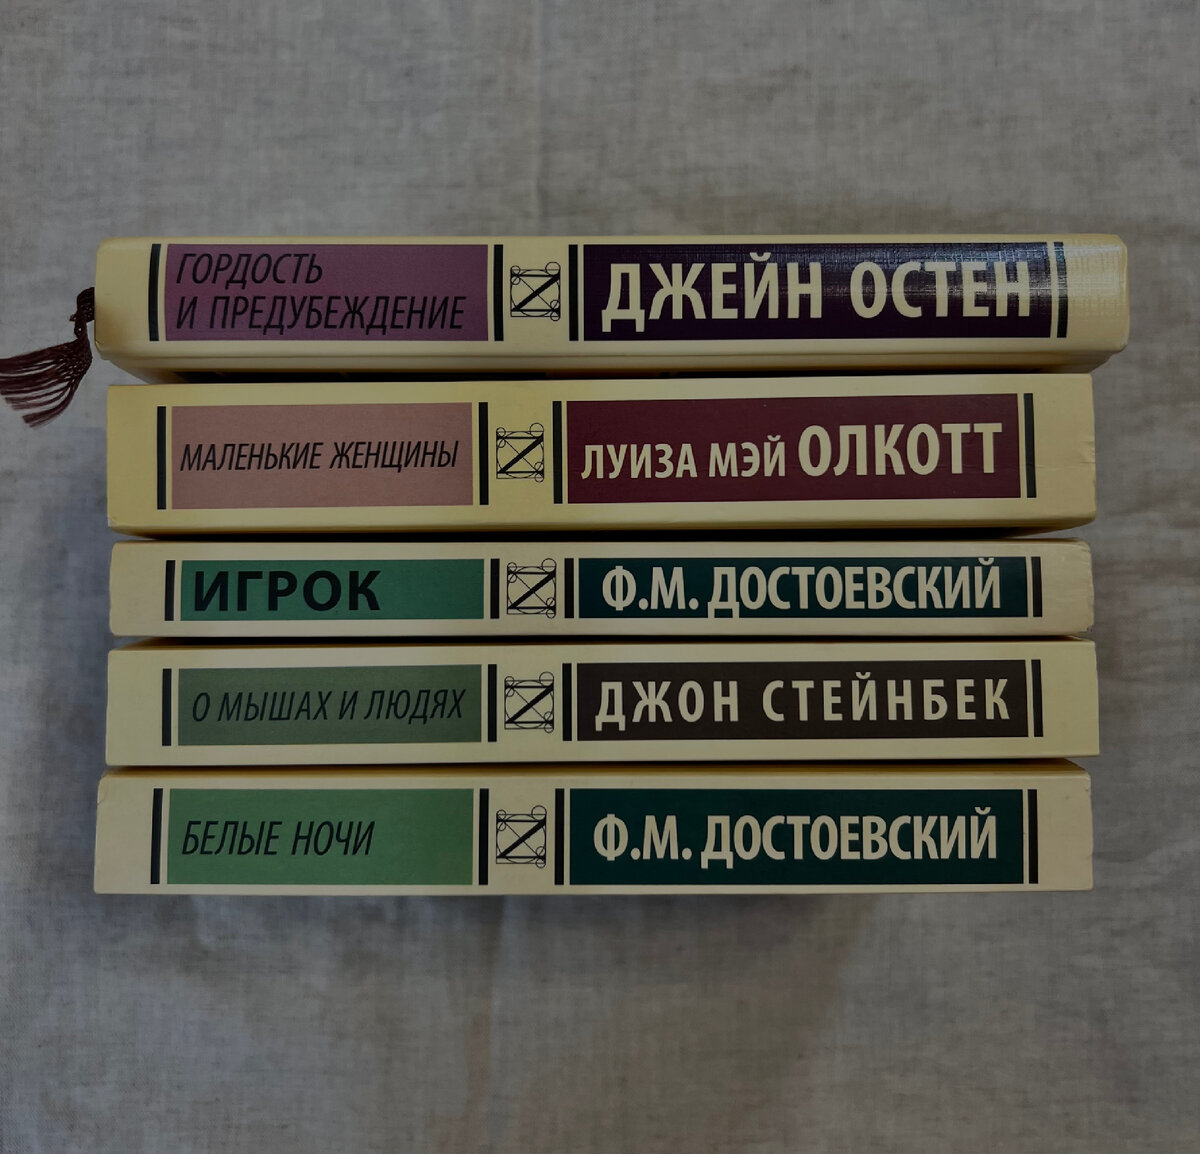 ГОРДОСТЬ
И ПРЕДУБЕЖДЕНИЕ
ДЖЕЙН ОСТЕН
МАЛЕНЬКИЕ ЖЕНЩИНЫ
ЛУИЗА МЭЙ ОЛКОТТ
ИГРОК
Ф.М. ДОСТОЕВСКИЙ
О МЫШАХ И ЛЮДЯХ
ДЖОН СТЕЙНБЕК
БЕЛЫЕ НОЧИ
Ф.М. ДОСТОЕВСКИЙ